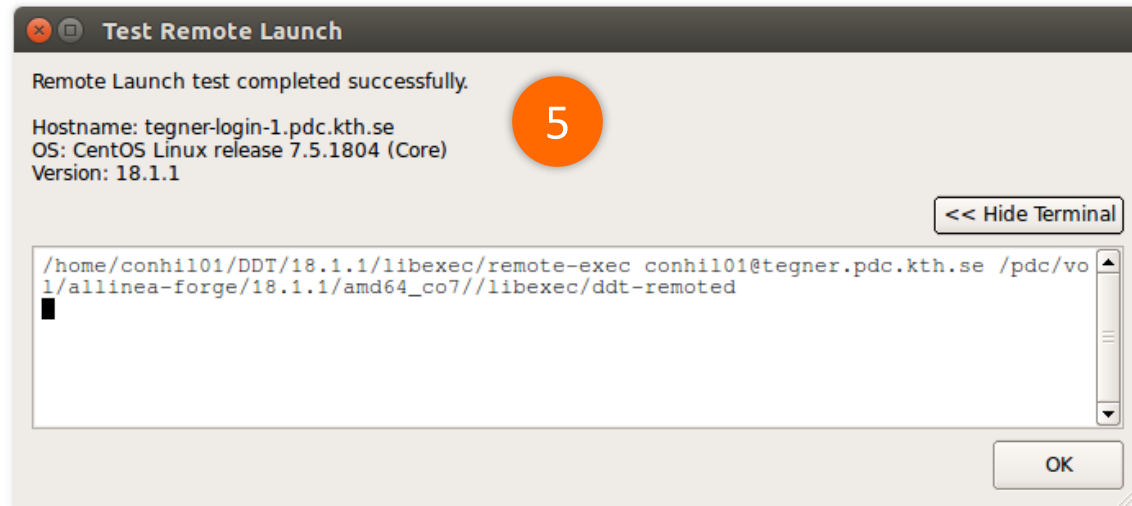 Test Remote Launch
Remote Launch test completed successfully.
5
Hostname: tegner-login-1.pdc.kth.se
OS: CentOS Linux release 7.5.1804 (Core)
Version: 18.1.1
<< Hide Terminal
/home/conhil01/DDT/18.1.1/libexec/remote-exec conhil01@tegner.pdc.kth.se /pdc/vo
l/allinea-forge/18.1.1/amd64_co7//libexec/ddt-remoted
OK